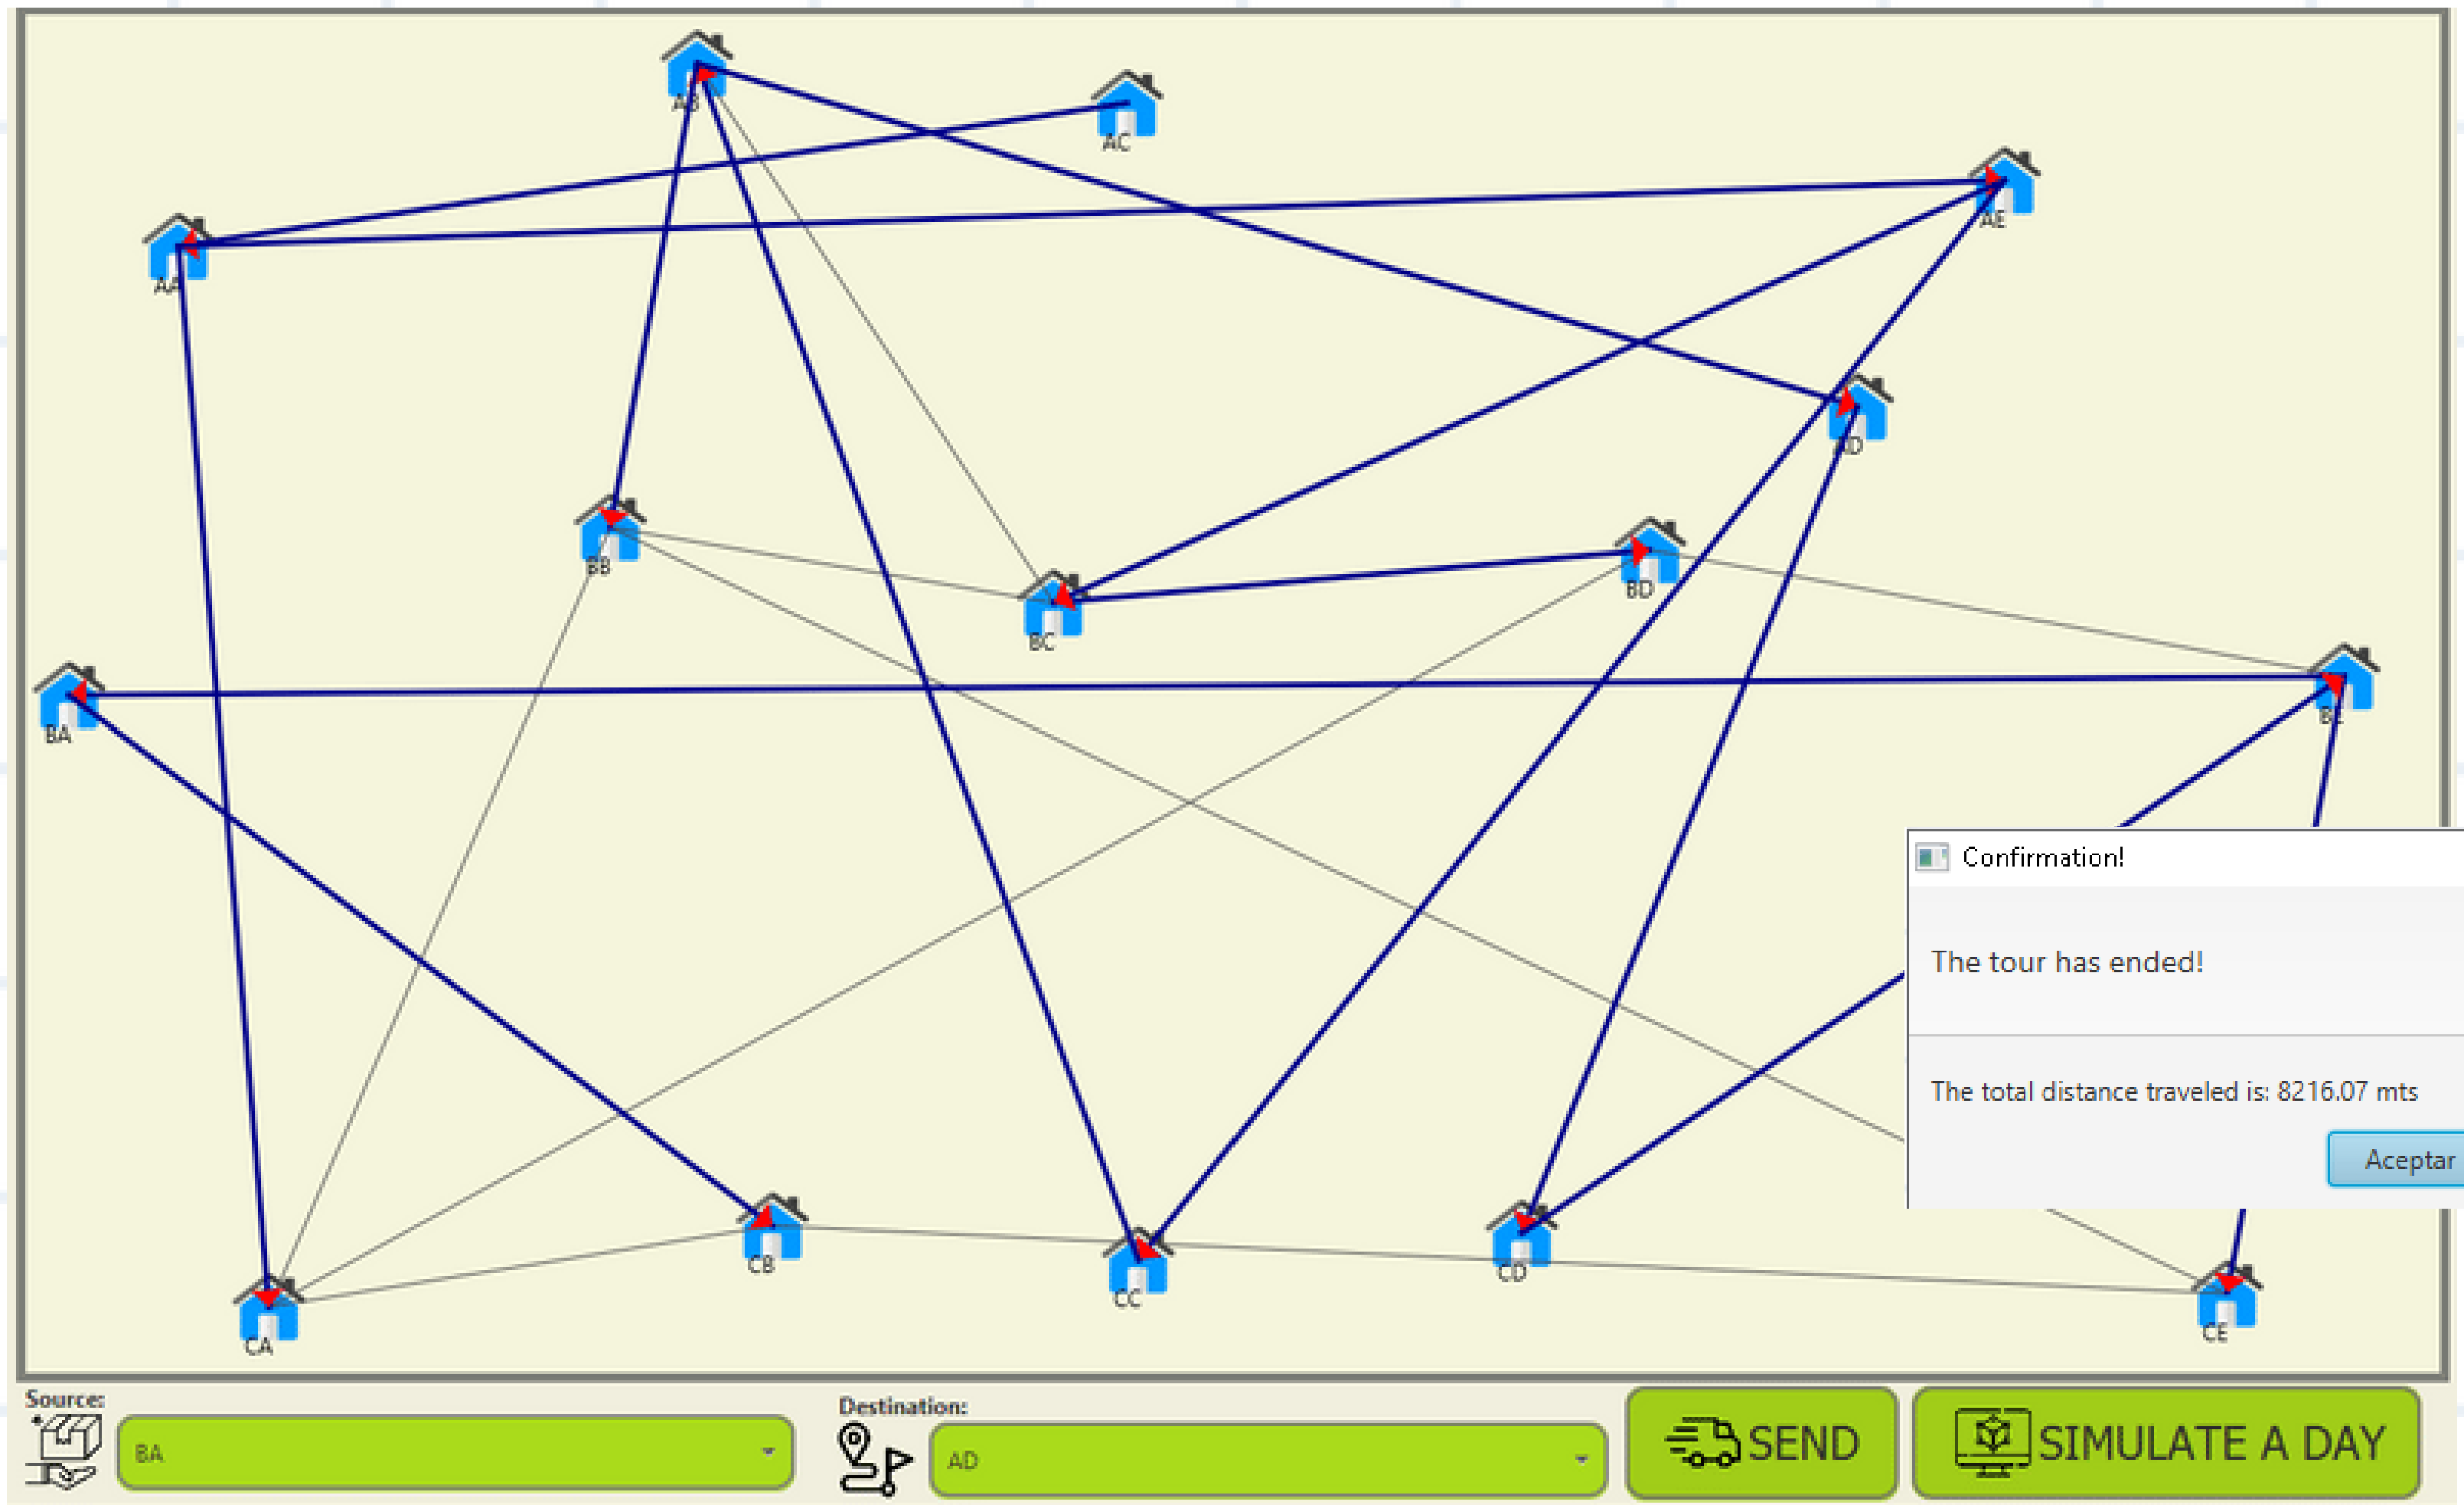 AB
AC
AE
AA
AD
BB
BD
BC
BA
Confirmation!
The tour has ended!
The total distance traveled is: 8216.07 mts
Aceptar
CB
CD
CC
CE
CA
Source:
Destination:
BA
AD
SEND
SIMULATE A DAY